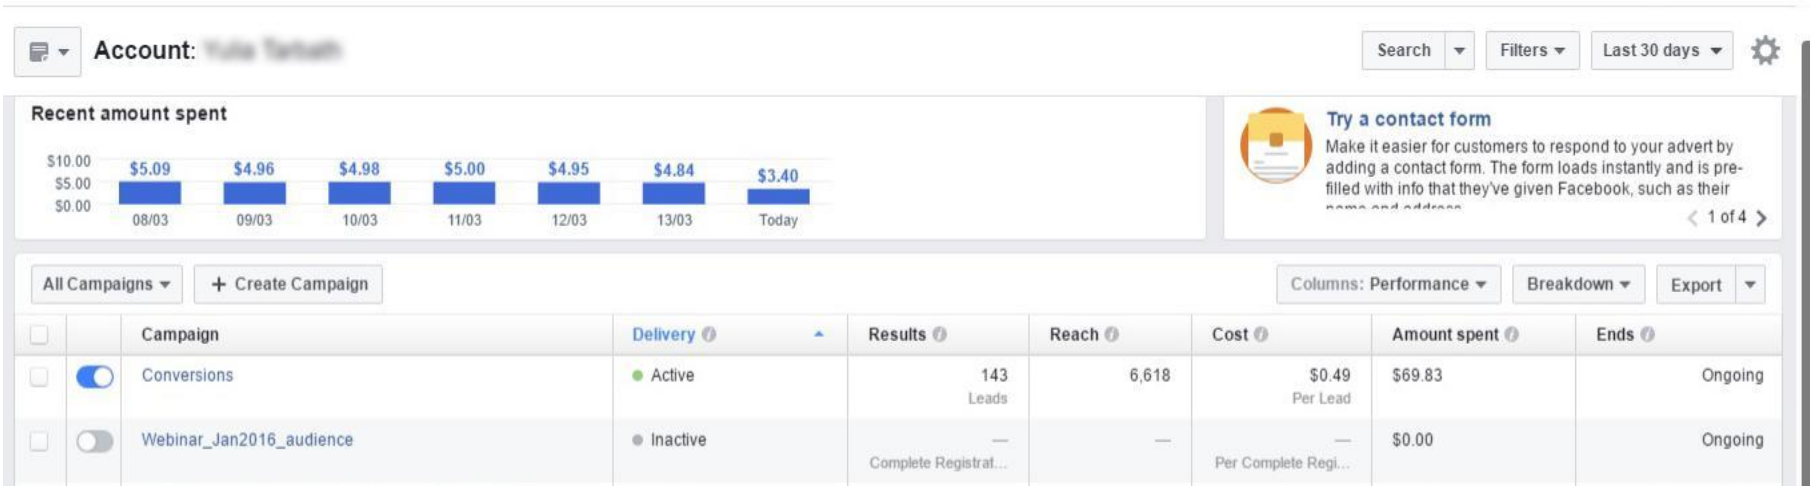 Account:
Search
Filters
Last 30 days
Recent amount spent
$10.00
$5.00
$0.00
$5.09
$4.96
$4.98
$5.00
$4.95
$4.84
$3.40
08/03
09/03
10/03
11/03
12/03
13/03
Today
Try a contact form
Make it easier for customers to respond to your advert by
adding a contact form. The form loads instantly and is pre-
filled with info that they've given Facebook, such as their
name and address
1 of 4
All Campaigns
+ Create Campaign
Columns: Performance
Breakdown
Export
Campaign Delivery Results Reach Cost Amount spent Ends
Conversions Active 143 6,618 $0.49 $69.83 Ongoing
Leads Per Lead
Webinar_Jan2016_audience Inactive — — — $0.00 Ongoing
Complete Registrat... Per Complete Regi...